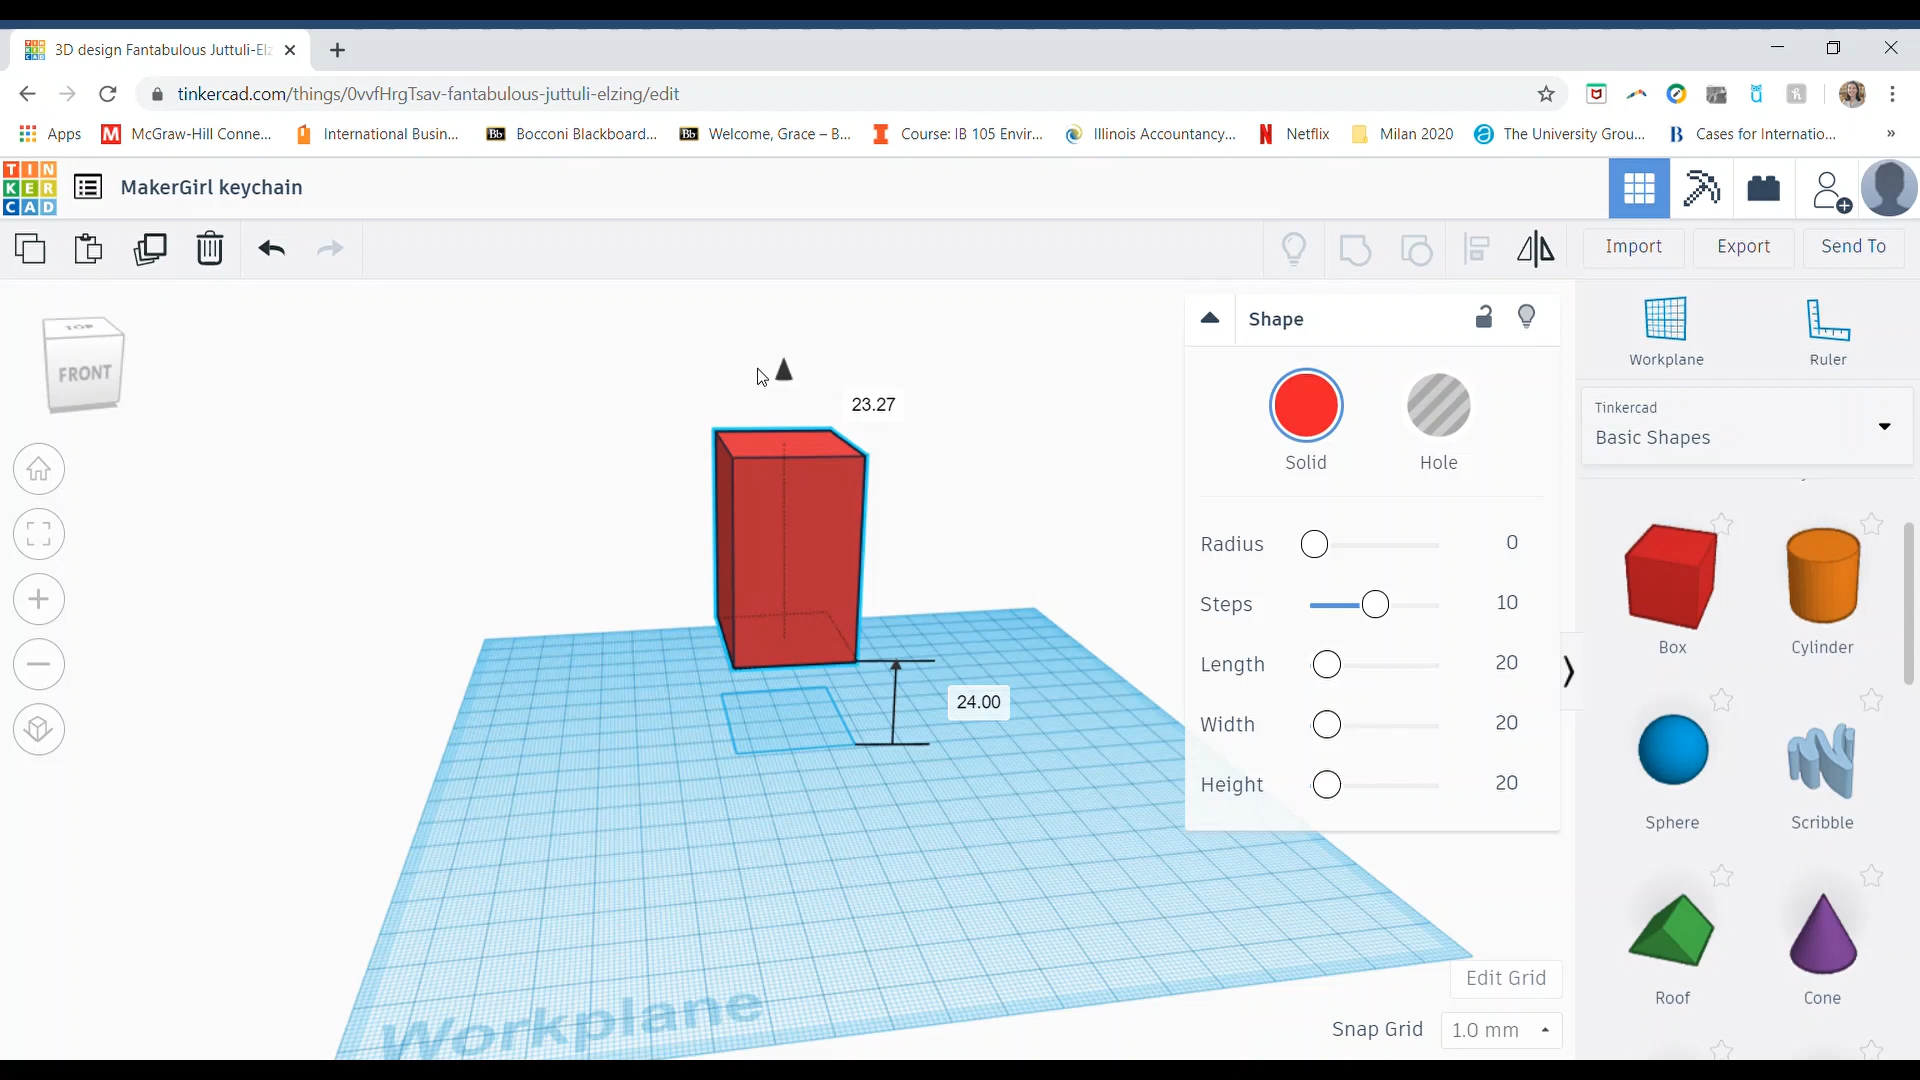 3D design Fantabulous Juttuli-Elz
tinkercad.com/things/0vvfHrgTsav-fantabulous-juttuli-elzing/edit
Apps McGraw-Hill Conne... International Busin... Bb Bocconi Blackboard... Bb Welcome, Grace – B... Course: IB 105 Envir... Illinois Accountancy... Netflix Milan 2020 The University Grou... Cases for Internatio... »
TIN
KER
CAD
MakerGirl keychain
Import Export Send To
TOP
FRONT
23.27
24.00
Shape
Solid Hole
Radius 0
Steps 10
Length 20
Width 20
Height 20
Workplane Ruler
Tinkercad
Basic Shapes
Box Cylinder
Sphere Scribble
Roof Cone
Workplane
Edit Grid
Snap Grid 1.0 mm